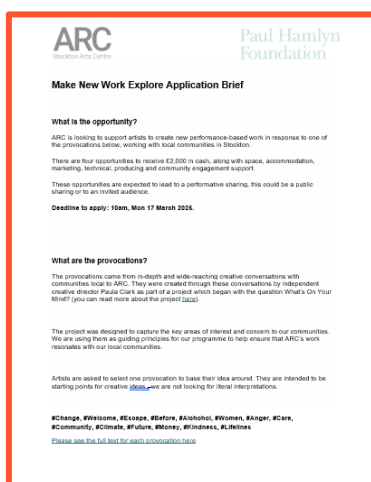 ARC
Stockton Arts Centre
Paul Hamlyn
Foundation
Make New Work Explore Application Brief
What is the opportunity?
ARC is looking to support artists to create new performance-based work in response to one of
the provocations below, working with local communities in Stockton.
There are four opportunities to receive £2,000 in cash, along with space, accommodation,
marketing, technical, producing and community engagement support.
These opportunities are expected to lead to a performative sharing, this could be a public
sharing or to an invited audience.
Deadline to apply: 10am, Mon 17 March 2025.
What are the provocations?
The provocations came from in-depth and wide-reaching creative conversations with
communities local to ARC. They were created through these conversations by independent
creative director Paula Clark as part of a project which began with the question What's On Your
Mind? (you can read more about the project here).
The project was designed to capture the key areas of interest and concern to our communities.
We are using them as guiding principles for our programme to help ensure that ARC's work
resonates with our local communities.
Artists are asked to select one provocation to base their idea around. They are intended to be
starting points for creative ideas, we are not looking for literal interpretations.
#Change, #Welcome, #Escape, #Before, #Alchohol, #Women, #Anger, #Care,
#Community, #Climate, #Future, #Money, #Kindness, #Lifelines
Please see the full text for each provocation here